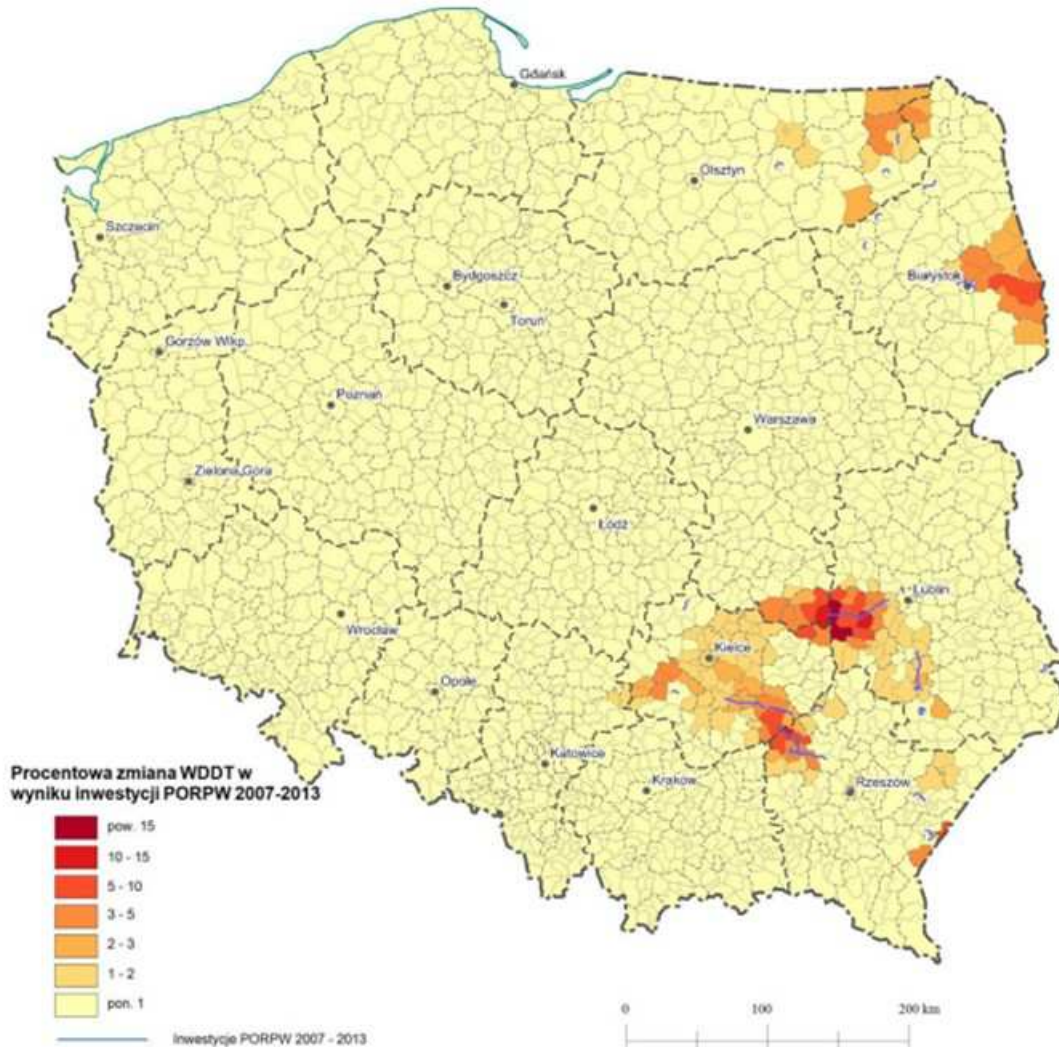 Gdańsk
Olsztyn
Szczecin
Białystok
Bydgoszcz
Toruń
Gorzów Wlkp.
Poznań
Warszawa
Zielona Góra
Łódź
Lublin
Wrocław
Kielce
Opole
Katowice
Kraków
Rzeszów
Procentowa zmiana WDDT w
wyniku inwestycji PORPW 2007-2013
pow. 15
10 - 15
5 - 10
3 - 5
2 - 3
1 - 2
pon. 1
Inwestycje PORPW 2007 - 2013
0 100 200 km